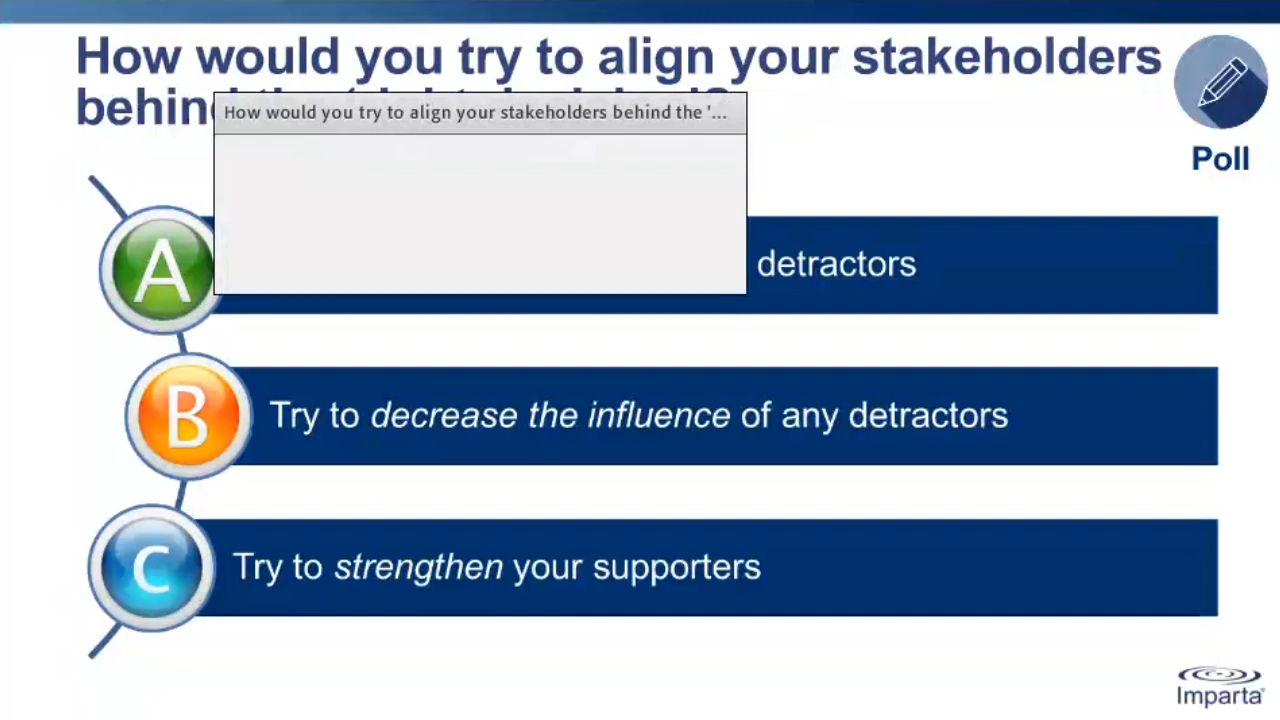 How would you try to align your stakeholders
behind
How would you try to align your stakeholders behind the '...
Poll
A
detractors
B
Try to decrease the influence of any detractors
C
Try to strengthen your supporters
Imparta